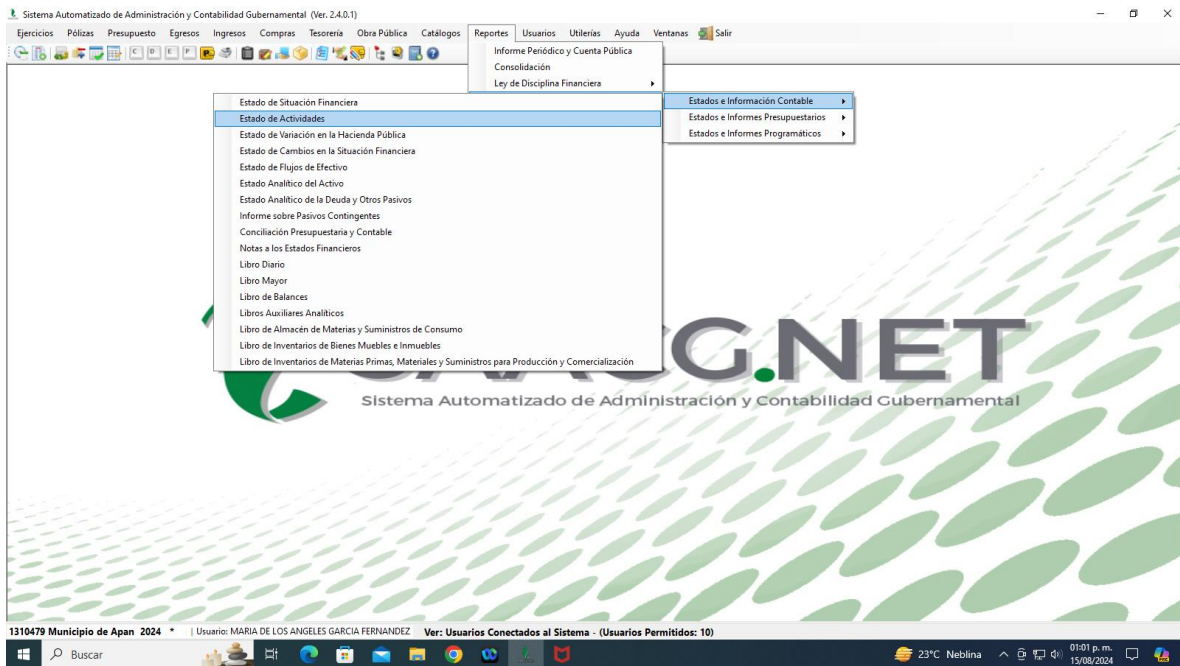 Sistema Automatizado de Administración y Contabilidad Gubernamental (Ver. 2.4.0.1)
Ejercicios Pólizas Presupuesto Egresos Ingresos Compras Tesorería Obra Pública Catálogos Reportes Usuarios Utilerías Ayuda Ventanas Salir
C D E P
Informe Periódico y Cuenta Pública
Consolidación
Ley de Disciplina Financiera
Estados e Información Contable
Estados e Informes Presupuestarios
Estados e Informes Programáticos
Estado de Situación Financiera
Estado de Actividades
Estado de Variación en la Hacienda Pública
Estado de Cambios en la Situación Financiera
Estado de Flujos de Efectivo
Estado Analítico del Activo
Estado Analítico de la Deuda y Otros Pasivos
Informe sobre Pasivos Contingentes
Conciliación Presupuestaria y Contable
Notas a los Estados Financieros
Libro Diario
Libro Mayor
Libro de Balances
Libros Auxiliares Analíticos
Libro de Almacén de Materias y Suministros de Consumo
Libro de Inventarios de Bienes Muebles e Inmuebles
Libro de Inventarios de Materias Primas, Materiales y Suministros para Producción y Comercialización
G.NET
Sistema Automatizado de Administración y Contabilidad Gubernamental
1310479 Municipio de Apan 2024 * | Usuario: MARIA DE LOS ANGELES GARCIA FERNANDEZ Ver: Usuarios Conectados al Sistema - (Usuarios Permitidos: 10)
Buscar
23°C Neblina
01:01 p. m.
15/08/2024